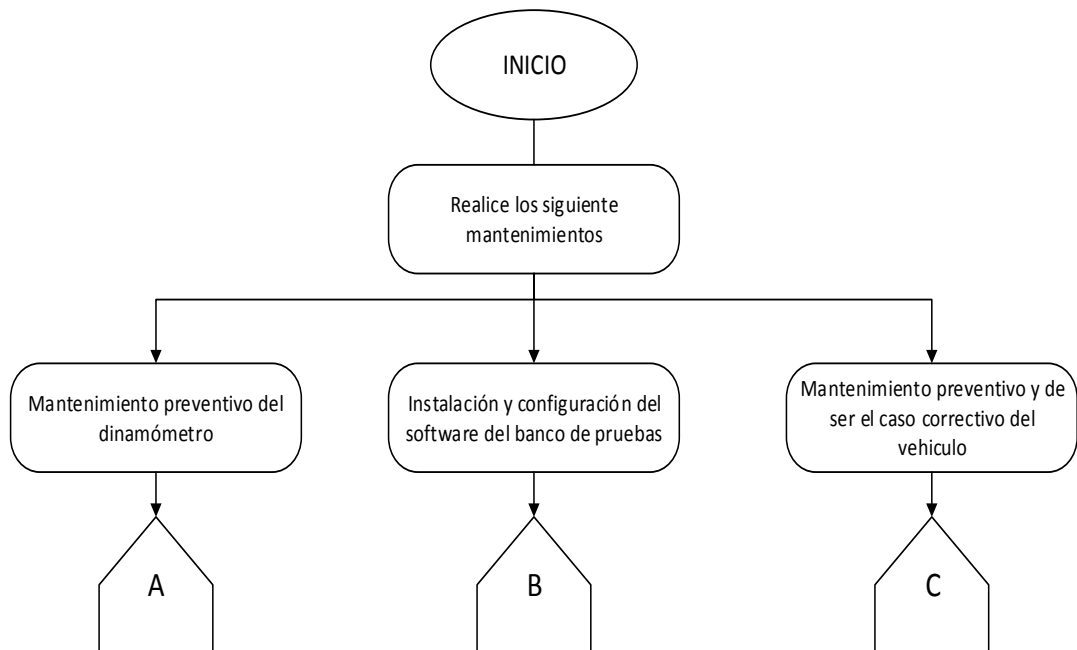 INICIO
Realice los siguiente
mantenimientos
Mantenimiento preventivo del
dinamómetro
Instalación y configuración del
software del banco de pruebas
Mantenimiento preventivo y de
ser el caso correctivo del
vehiculo
A
B
C